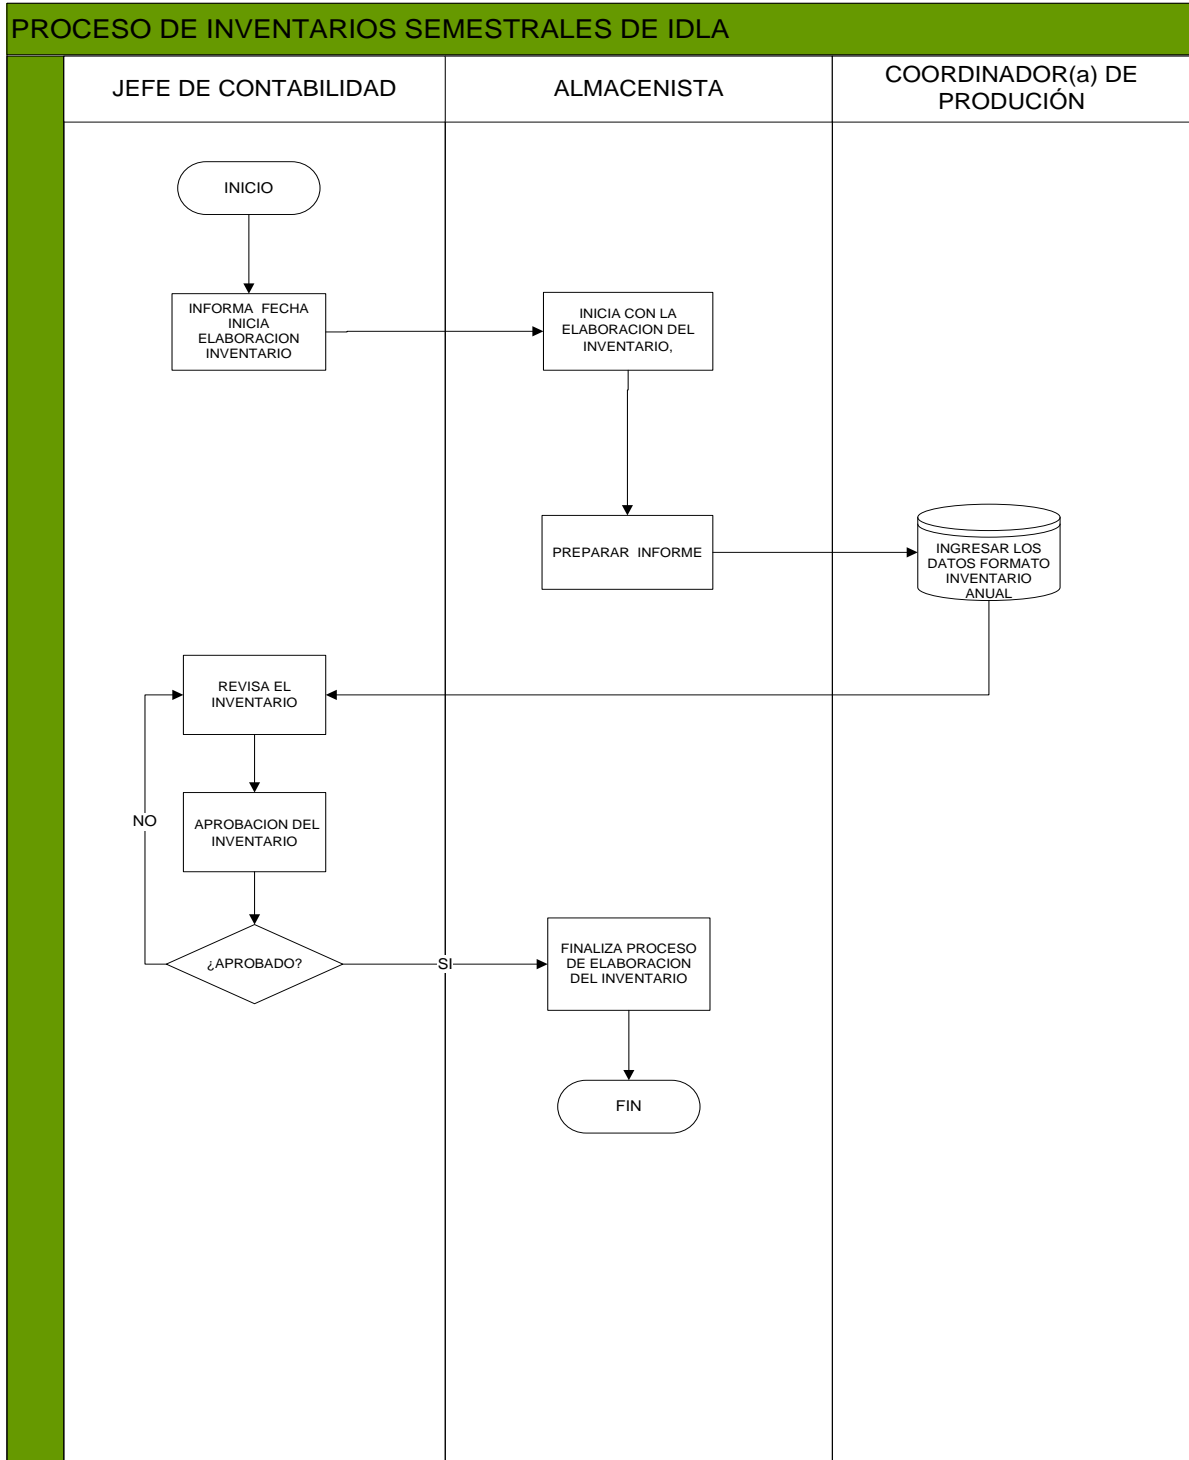 PROCESO DE INVENTARIOS SEMESTRALES DE IDLA
JEFE DE CONTABILIDAD
ALMACENISTA
COORDINADOR(a) DE
PRODUCIÓN
INICIO
INFORMA FECHA
INICIA
ELABORACION
INVENTARIO
INICIA CON LA
ELABORACION DEL
INVENTARIO,
PREPARAR INFORME
INGRESAR LOS
DATOS FORMATO
INVENTARIO
ANUAL
REVISA EL
INVENTARIO
NO
APROBACION DEL
INVENTARIO
¿APROBADO?
SI
FINALIZA PROCESO
DE ELABORACION
DEL INVENTARIO
FIN